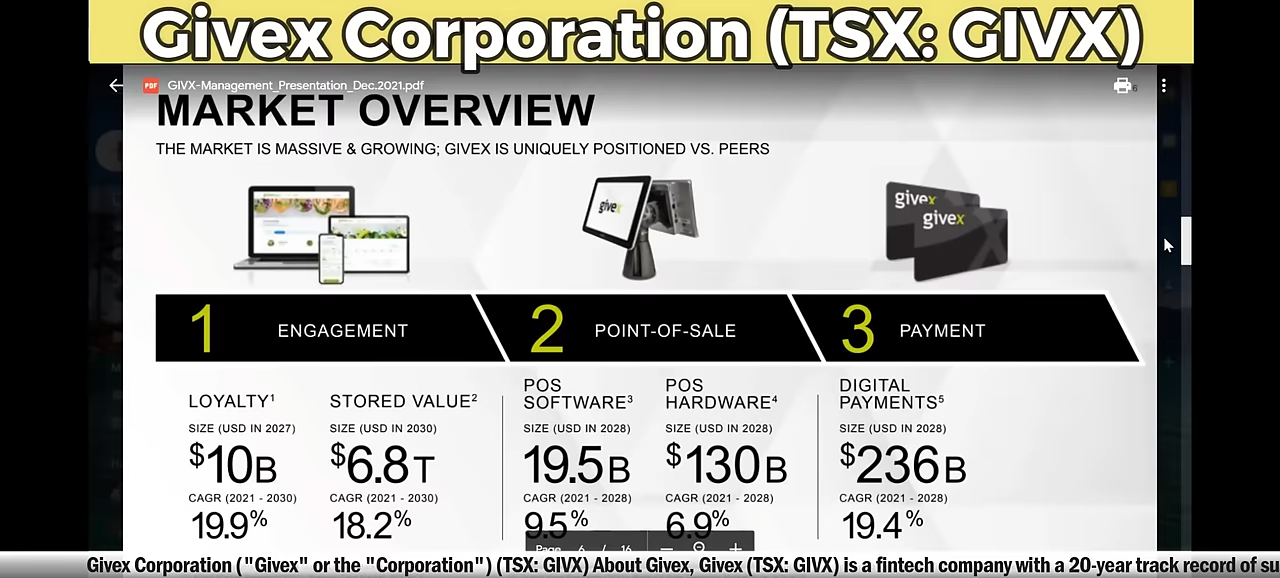 Givex Corporation (TSX: GIVX)
GIVX-Management_Presentation_Dec.2021.pdf
MARKET OVERVIEW
THE MARKET IS MASSIVE & GROWING; GIVEX IS UNIQUELY POSITIONED VS. PEERS
givex
givex
givex
1 ENGAGEMENT
2 POINT-OF-SALE
3 PAYMENT
LOYALTY¹
SIZE (USD IN 2027)
$10B
CAGR (2021 - 2030)
19.9%
STORED VALUE²
SIZE (USD IN 2030)
$6.8T
CAGR (2021 - 2030)
18.2%
POS
SOFTWARE³
SIZE (USD IN 2028)
19.5B
CAGR (2021 - 2028)
9.5%
POS
HARDWARE⁴
SIZE (USD IN 2028)
$130B
CAGR (2021 - 2028)
6.9%
DIGITAL
PAYMENTS⁵
SIZE (USD IN 2028)
$236B
CAGR (2021 - 2028)
19.4%
Page 6 / 16
Givex Corporation ("Givex" or the "Corporation") (TSX: GIVX) About Givex, Givex (TSX: GIVX) is a fintech company with a 20-year track record of su